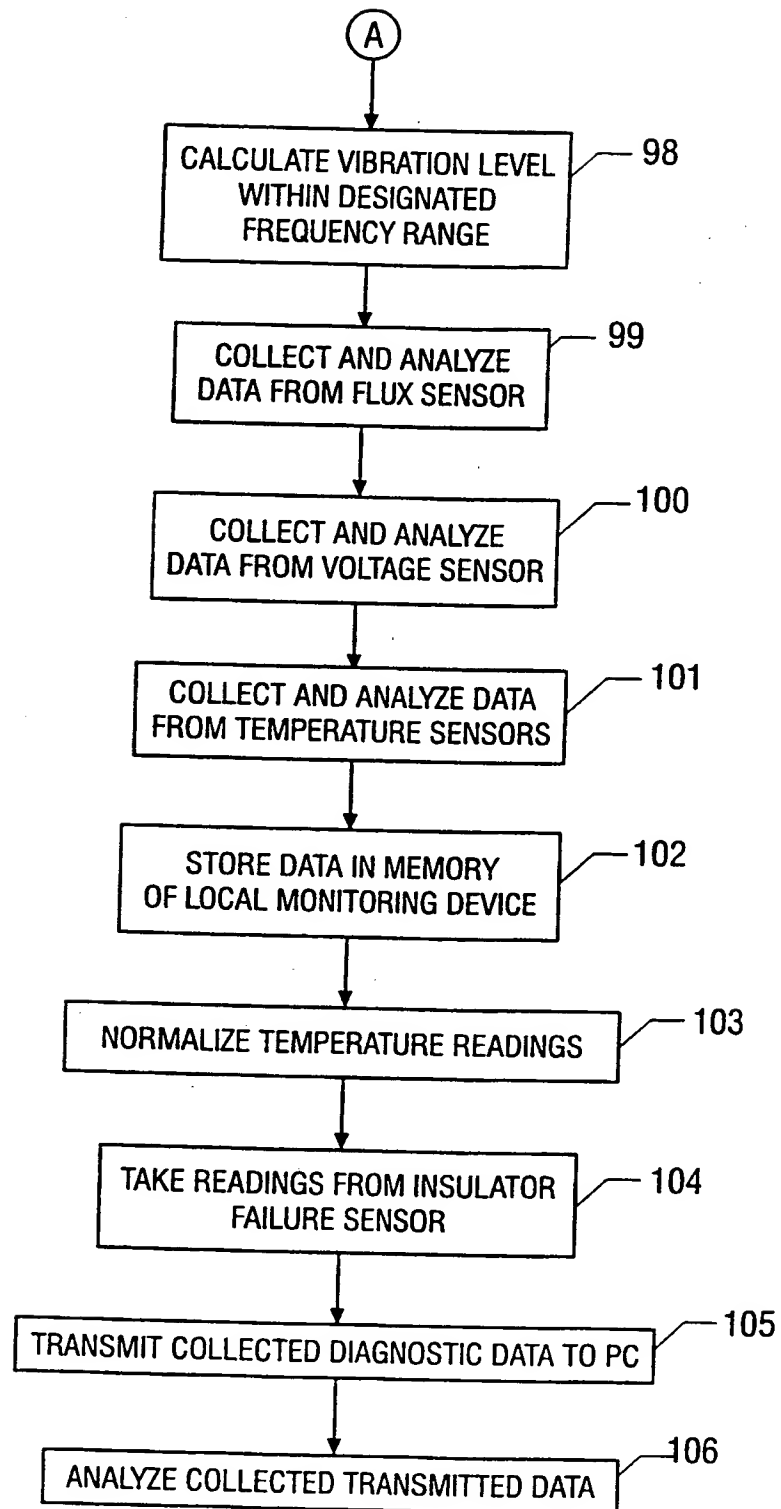 A
CALCULATE VIBRATION LEVEL
WITHIN DESIGNATED
FREQUENCY RANGE
98
COLLECT AND ANALYZE
DATA FROM FLUX SENSOR
99
COLLECT AND ANALYZE
DATA FROM VOLTAGE SENSOR
100
COLLECT AND ANALYZE DATA
FROM TEMPERATURE SENSORS
101
STORE DATA IN MEMORY
OF LOCAL MONITORING DEVICE
102
NORMALIZE TEMPERATURE READINGS
103
TAKE READINGS FROM INSULATOR
FAILURE SENSOR
104
TRANSMIT COLLECTED DIAGNOSTIC DATA TO PC
105
ANALYZE COLLECTED TRANSMITTED DATA
106